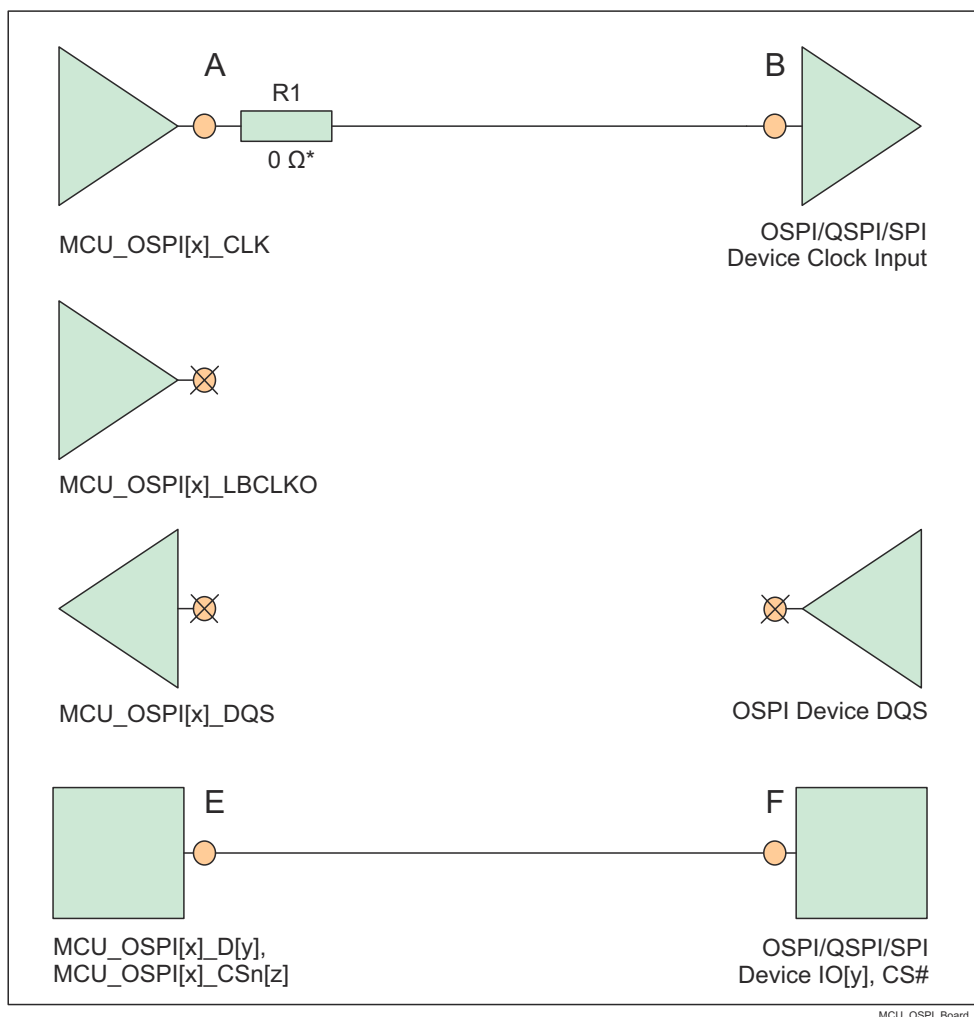 A
B
R1
0 Ω*
MCU_OSPI[x]_CLK
OSPI/QSPI/SPI
Device Clock Input
MCU_OSPI[x]_LBCLKO
MCU_OSPI[x]_DQS
OSPI Device DQS
E
F
MCU_OSPI[x]_D[y],
MCU_OSPI[x]_CSn[z]
OSPI/QSPI/SPI
Device IO[y], CS#
MCU_OSPI_Board